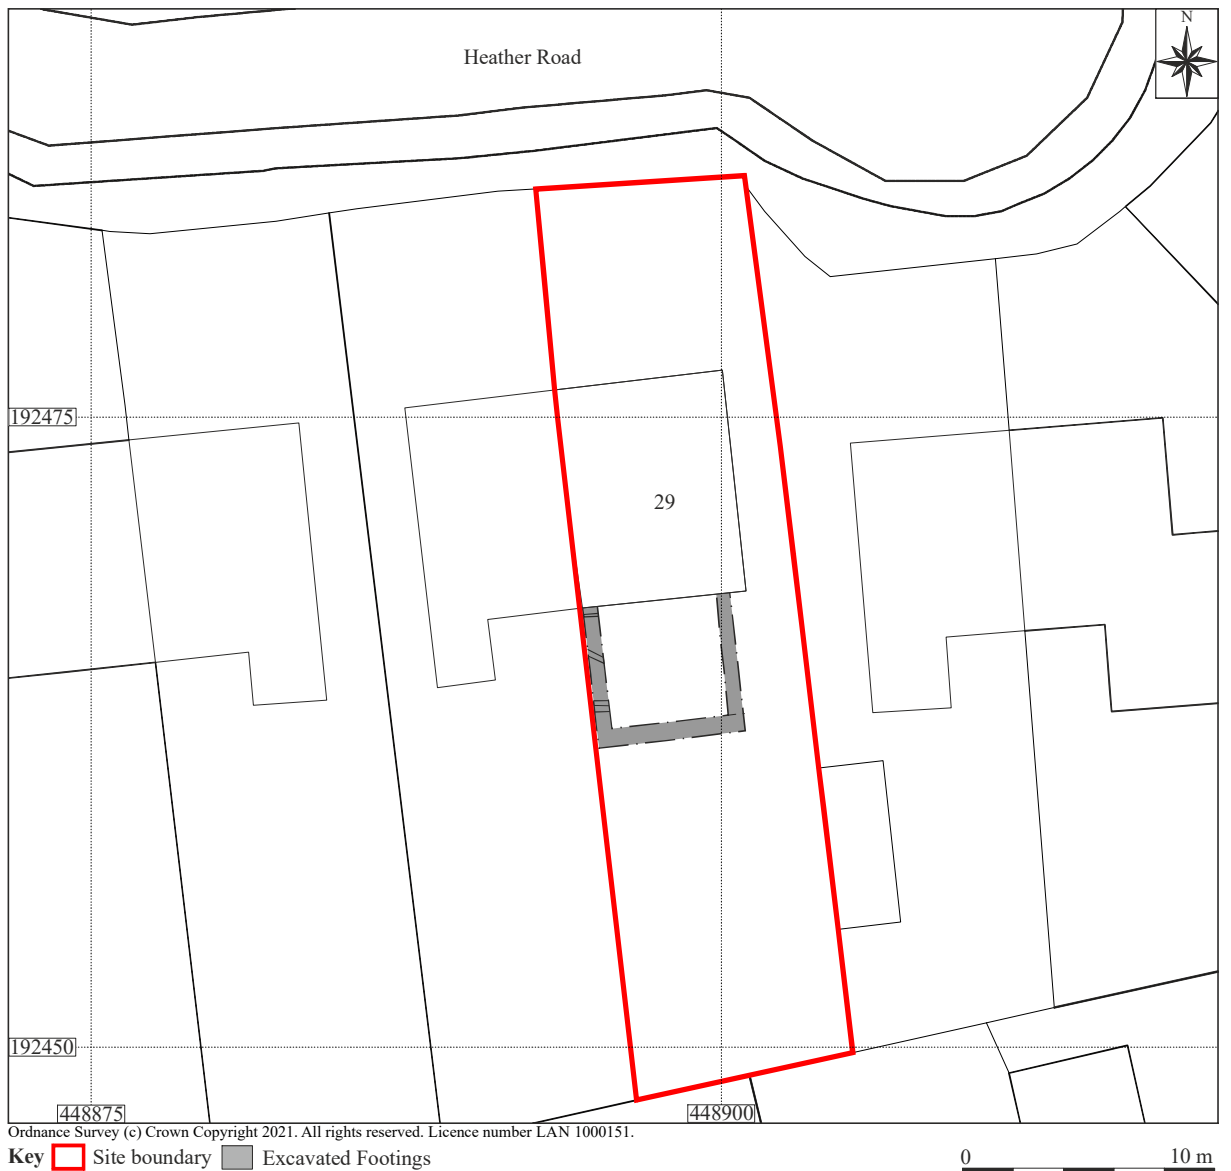 N
Heather Road
192475
29
192450
448875
448900
Ordnance Survey (c) Crown Copyright 2021. All rights reserved. Licence number LAN 1000151.
Key Site boundary Excavated Footings
0 10 m